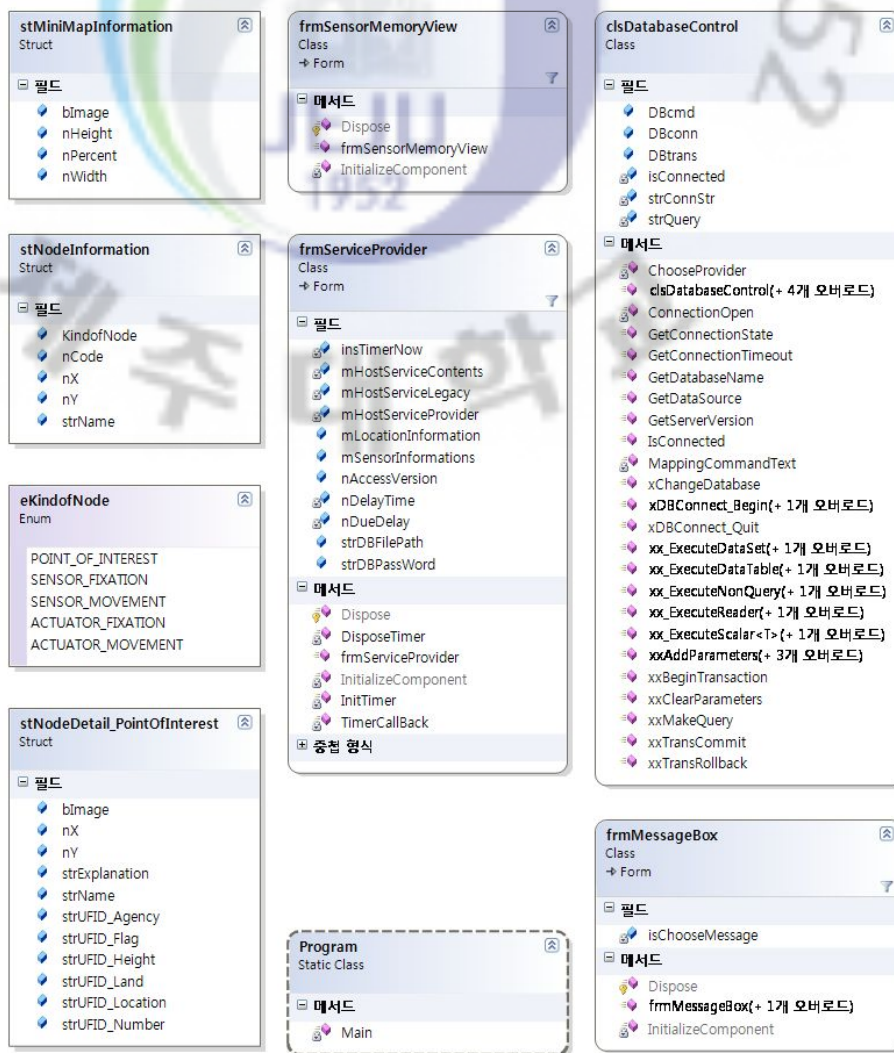 stMiniMapInformation
Struct
필드
bImage
nHeight
nPercent
nWidth
stNodeInformation
Struct
필드
KindofNode
nCode
nX
nY
strName
eKindofNode
Enum
POINT_OF_INTEREST
SENSOR_FIXATION
SENSOR_MOVEMENT
ACTUATOR_FIXATION
ACTUATOR_MOVEMENT
stNodeDetail_PointOfInterest
Struct
필드
bImage
nX
nY
strExplanation
strName
strUFID_Agency
strUFID_Flag
strUFID_Height
strUFID_Land
strUFID_Location
strUFID_Number
frmSensorMemoryView
Class
Form
메서드
Dispose
frmSensorMemoryView
InitializeComponent
frmServiceProvider
Class
Form
필드
insTimerNow
mHostServiceContents
mHostServiceLegacy
mHostServiceProvider
mLocationInformation
mSensorInformations
nAccessVersion
nDelayTime
nDueDelay
strDBFilePath
strDBPassWord
메서드
Dispose
DisposeTimer
frmServiceProvider
InitializeComponent
InitTimer
TimerCallBack
중첩 형식
Program
Static Class
메서드
Main
clsDatabaseControl
Class
필드
DBcmd
DBconn
DBtrans
isConnected
strConnStr
strQuery
메서드
ChooseProvider
clsDatabaseControl(+ 4개 오버로드)
ConnectionOpen
GetConnectionState
GetConnectionTimeout
GetDatabaseName
GetDataSource
GetServerVersion
IsConnected
MappingCommandText
xChangeDatabase
xDBConnect_Begin(+ 1개 오버로드)
xDBConnect_Quit
xx_ExecuteDataSet(+ 1개 오버로드)
xx_ExecuteDataTable(+ 1개 오버로드)
xx_ExecuteNonQuery(+ 1개 오버로드)
xx_ExecuteReader(+ 1개 오버로드)
xx_ExecuteScalar<T>(+ 1개 오버로드)
xxAddParameters(+ 3개 오버로드)
xxBeginTransaction
xxClearParameters
xxMakeQuery
xxTransCommit
xxTransRollback
frmMessageBox
Class
Form
필드
isChooseMessage
메서드
Dispose
frmMessageBox(+ 1개 오버로드)
InitializeComponent
JEJU
1952